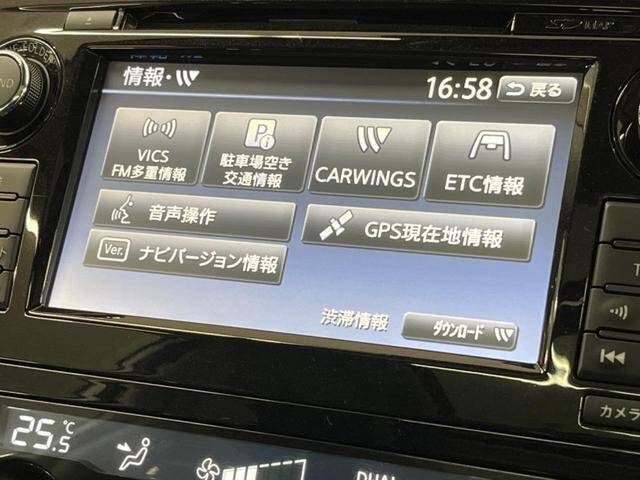 情報・
16:58
戻る
VICS
FM多重情報
駐車場空き
交通情報
CARWINGS
ETC情報
音声操作
GPS現在地情報
Ver.
ナビバージョン情報
渋滞情報
ダウンロード
カメラ
25.5℃
DUAL